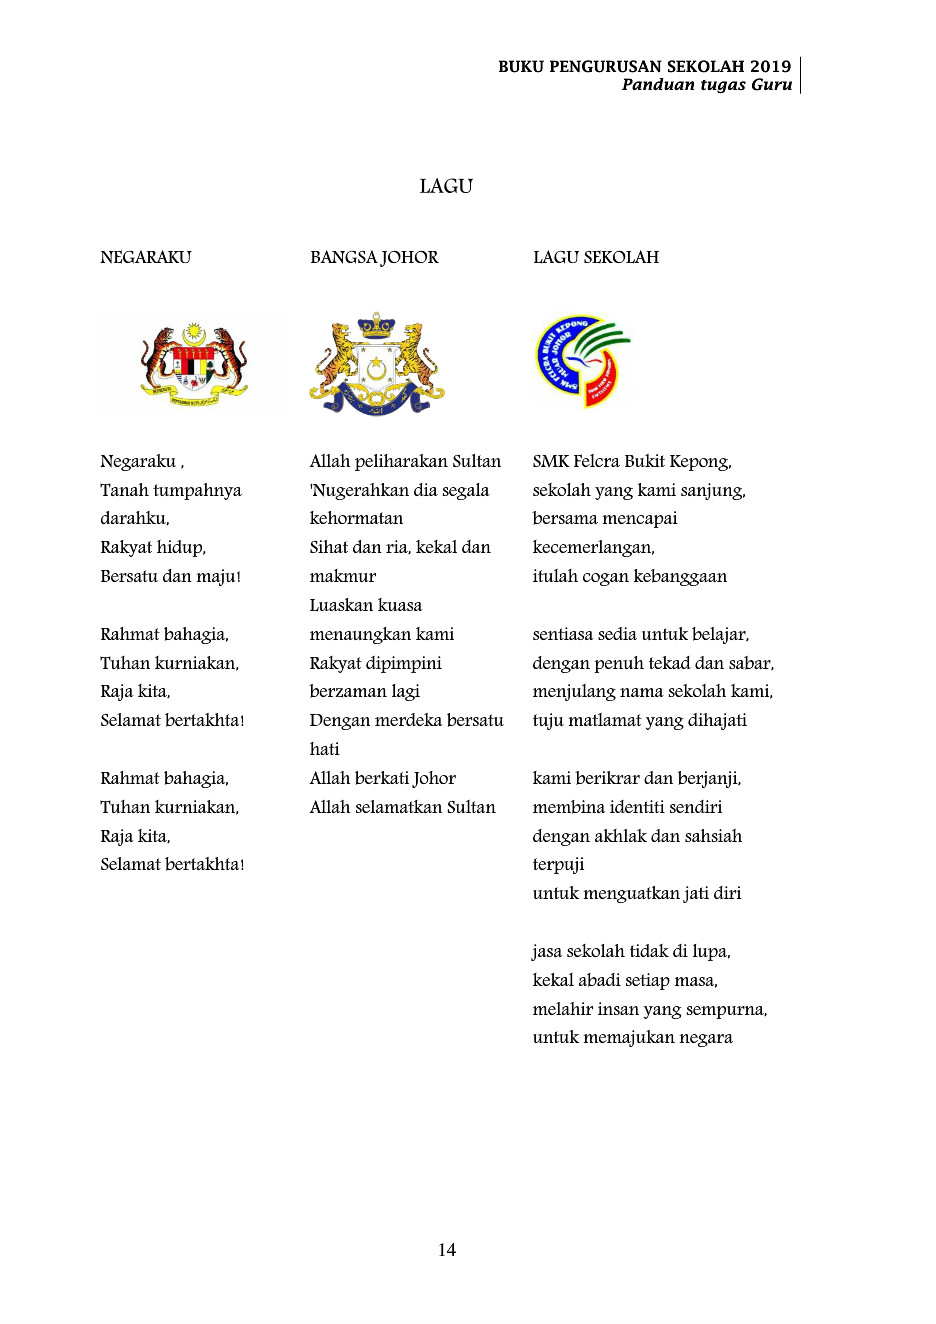 BUKU PENGURUSAN SEKOLAH 2019
Panduan tugas Guru
LAGU
NEGARAKU
Negaraku ,
Tanah tumpahnya
darahku,
Rakyat hidup,
Bersatu dan maju!
Rahmat bahagia,
Tuhan kurniakan,
Raja kita,
Selamat bertakhta!
Rahmat bahagia,
Tuhan kurniakan,
Raja kita,
Selamat bertakhta!
BANGSA JOHOR
Allah peliharakan Sultan
'Nugerahkan dia segala
kehormatan
Sihat dan ria, kekal dan
makmur
Luaskan kuasa
menaungkan kami
Rakyat dipimpini
berzaman lagi
Dengan merdeka bersatu
hati
Allah berkati Johor
Allah selamatkan Sultan
LAGU SEKOLAH
SMK FELCRA BUKIT KEPONG
MUAR JOHOR
SMK Felcra Bukit Kepong,
sekolah yang kami sanjung,
bersama mencapai
kecemerlangan,
itulah cogan kebanggaan
sentiasa sedia untuk belajar,
dengan penuh tekad dan sabar,
menjulang nama sekolah kami,
tuju matlamat yang dihajati
kami berikrar dan berjanji,
membina identiti sendiri
dengan akhlak dan sahsiah
terpuji
untuk menguatkan jati diri
jasa sekolah tidak di lupa,
kekal abadi setiap masa,
melahir insan yang sempurna,
untuk memajukan negara
14